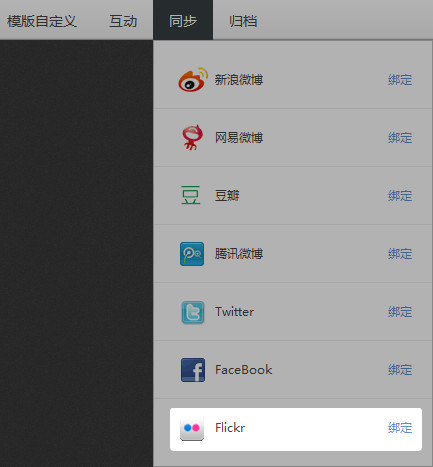 模版自定义 互动 同步 归档
新浪微博 绑定
网易微博 绑定
豆瓣 绑定
腾讯微博 绑定
Twitter 绑定
FaceBook 绑定
Flickr 绑定